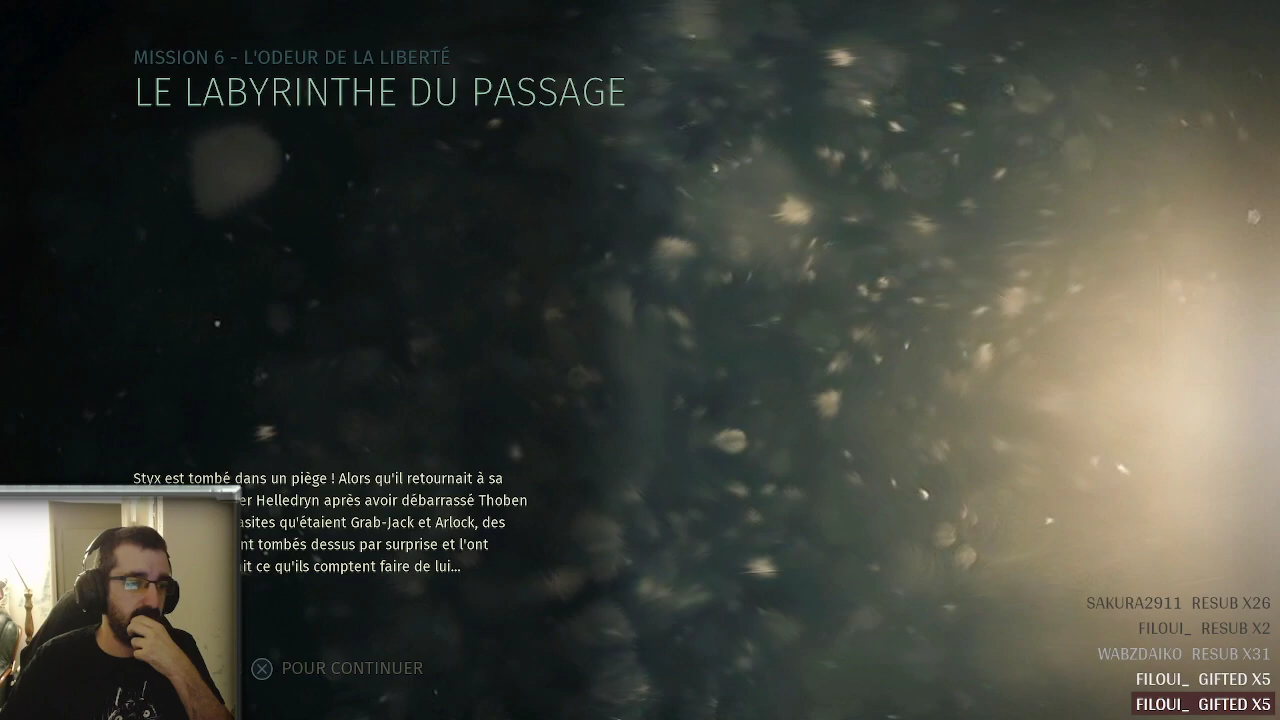 MISSION 6 - L'ODEUR DE LA LIBERTÉ
LE LABYRINTHE DU PASSAGE
Styx est tombé dans un piège ! Alors qu'il retournait à sa
er Helledryn après avoir débarrassé Thoben
asites qu'étaient Grab-Jack et Arlock, des
nt tombés dessus par surprise et l'ont
ait ce qu'ils comptent faire de lui...
POUR CONTINUER
SAKURA2911 RESUB X26
FILOUI_ RESUB X2
WABZDAIKO RESUB X31
FILOUI_ GIFTED X5
FILOUI_ GIFTED X5